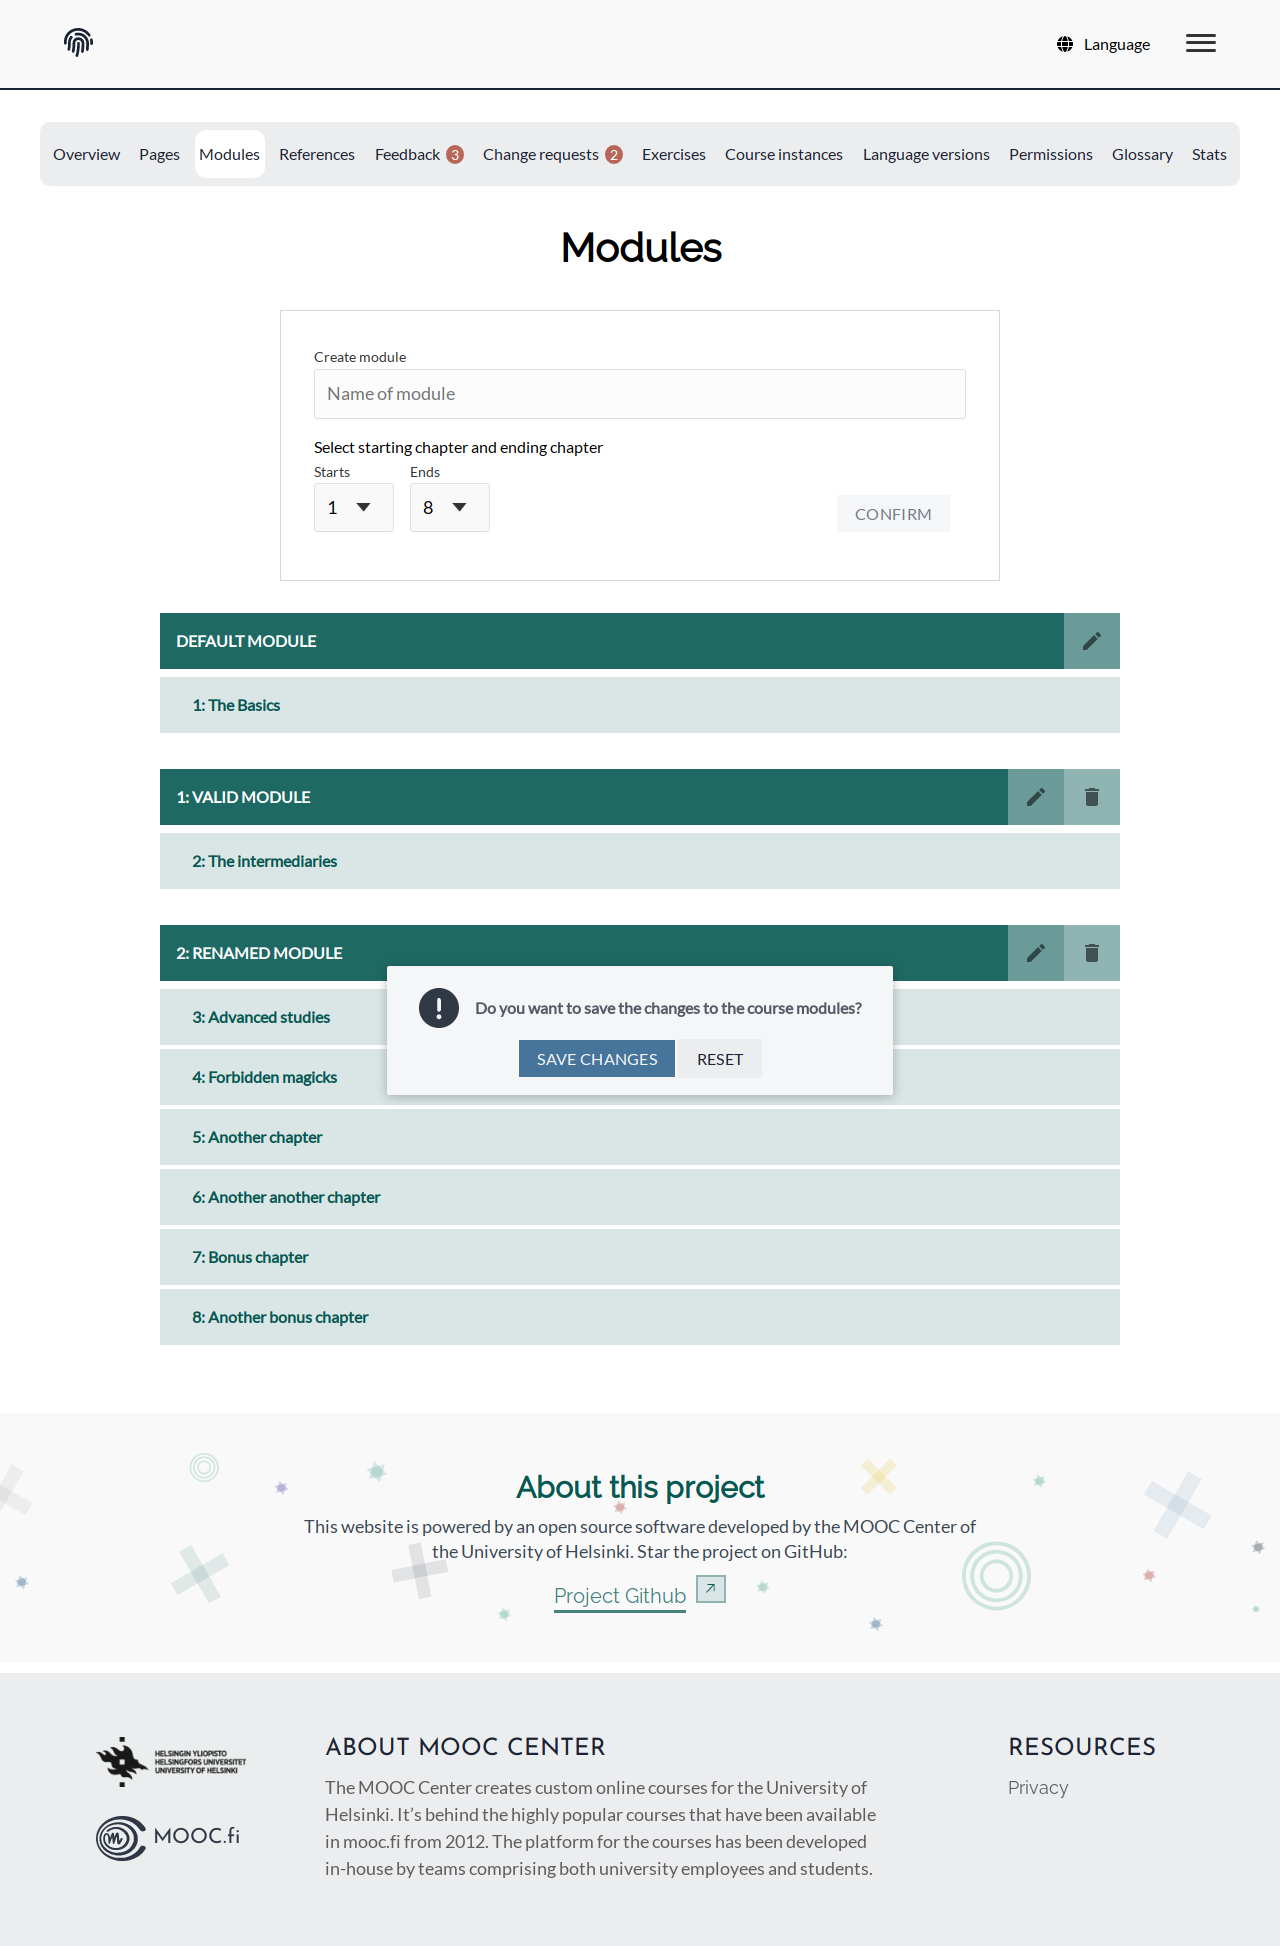 Language
Overview Pages Modules References Feedback 3 Change requests 2 Exercises Course instances Language versions Permissions Glossary Stats
Modules
Create module
Name of module
Select starting chapter and ending chapter
Starts Ends
1 8
CONFIRM
DEFAULT MODULE
1: The Basics
1: VALID MODULE
2: The intermediaries
2: RENAMED MODULE
3: Advanced studies
Do you want to save the changes to the course modules?
SAVE CHANGES RESET
4: Forbidden magicks
5: Another chapter
6: Another another chapter
7: Bonus chapter
8: Another bonus chapter
About this project
This website is powered by an open source software developed by the MOOC Center of
the University of Helsinki. Star the project on GitHub:
Project Github
HELSINGIN YLIOPISTO
HELSINGFORS UNIVERSITET
UNIVERSITY OF HELSINKI
MOOC.fi
ABOUT MOOC CENTER
The MOOC Center creates custom online courses for the University of
Helsinki. It’s behind the highly popular courses that have been available
in mooc.fi from 2012. The platform for the courses has been developed
in-house by teams comprising both university employees and students.
RESOURCES
Privacy